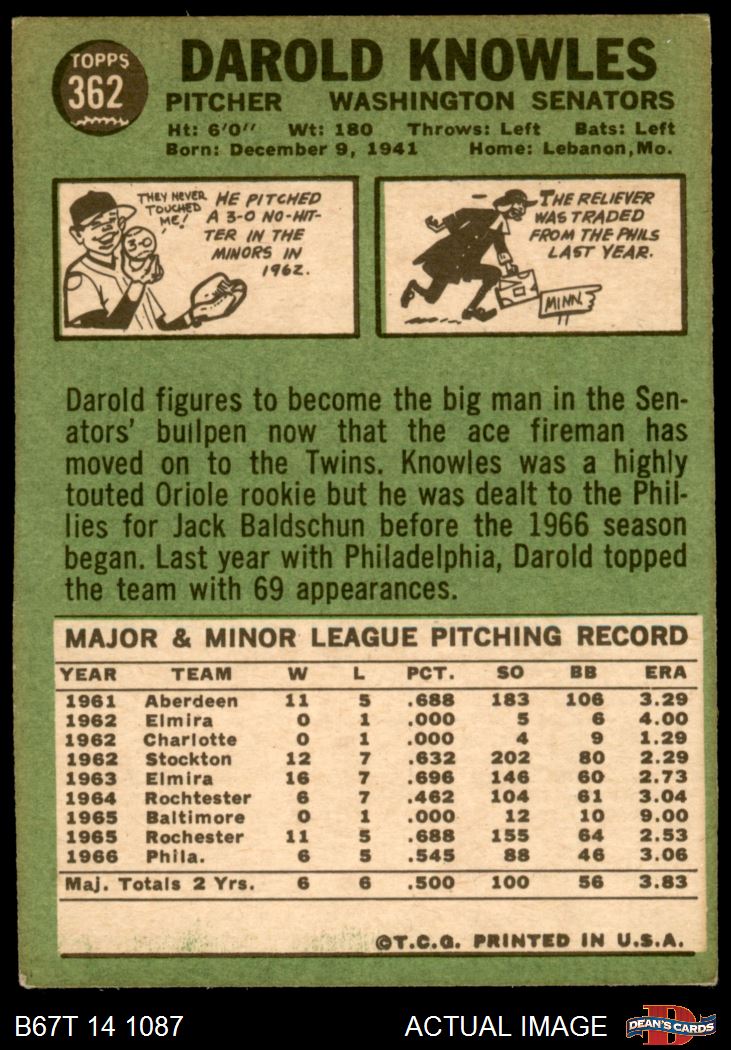 TOPPS
362
DAROLD KNOWLES
PITCHER WASHINGTON SENATORS
Ht: 6'0" Wt: 180 Throws: Left Bats: Left
Born: December 9, 1941 Home: Lebanon, Mo.
THEY NEVER
TOUCHED
ME!
3-0
HE PITCHED
A 3-0 NO-HIT-
TER IN THE
MINORS IN
1962.
THE RELIEVER
WAS TRADED
FROM THE PHILS
LAST YEAR.
MINN.
Darold figures to become the big man in the Sen-
ators' bullpen now that the ace fireman has
moved on to the Twins. Knowles was a highly
touted Oriole rookie but he was dealt to the Phil-
lies for Jack Baldschun before the 1966 season
began. Last year with Philadelphia, Darold topped
the team with 69 appearances.
MAJOR & MINOR LEAGUE PITCHING RECORD
YEAR TEAM W L PCT. SO BB ERA
1961 Aberdeen 11 5 .688 183 106 3.29
1962 Elmira 0 1 .000 5 6 4.00
1962 Charlotte 0 1 .000 4 9 1.29
1962 Stockton 12 7 .632 202 80 2.29
1963 Elmira 16 7 .696 146 60 2.73
1964 Rochtester 6 7 .462 104 61 3.04
1965 Baltimore 0 1 .000 12 10 9.00
1965 Rochester 11 5 .688 155 64 2.53
1966 Phila. 6 5 .545 88 46 3.06
Maj. Totals 2 Yrs. 6 6 .500 100 56 3.83
©T.C.G. PRINTED IN U.S.A.
B67T 14 1087 ACTUAL IMAGE
D
DEAN'S CARDS